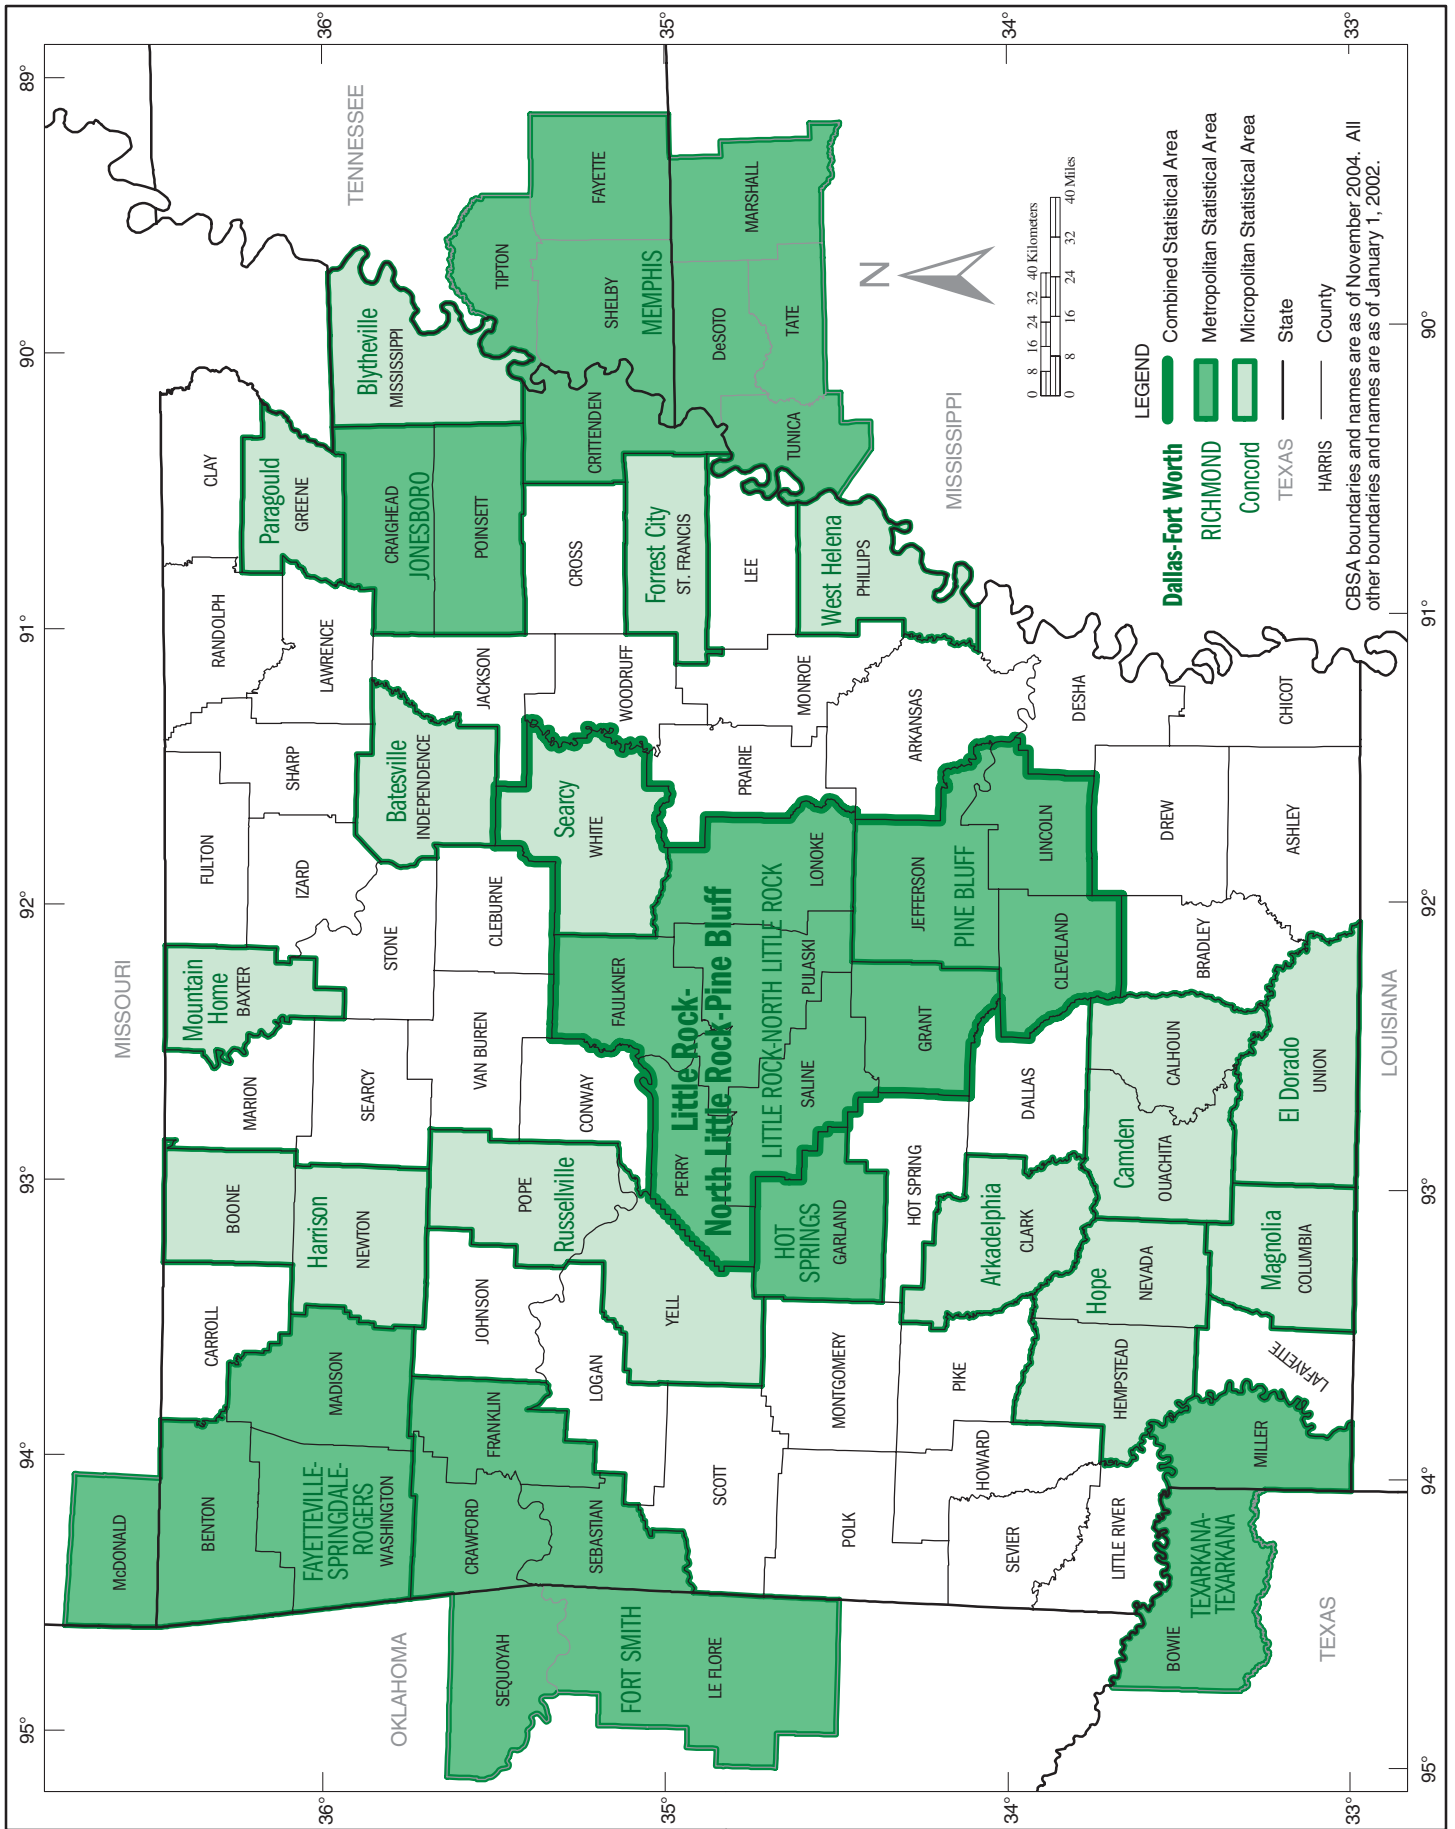 89°
90°
91°
92°
93°
94°
95°
36°
35°
34°
33°
MISSOURI
TENNESSEE
OKLAHOMA
MISSISSIPPI
LOUISIANA
TEXAS
McDONALD
BENTON
FAYETTEVILLE-
SPRINGDALE-
ROGERS
WASHINGTON
MADISON
CARROLL
BOONE
Harrison
NEWTON
MARION
SEARCY
Mountain
Home
BAXTER
FULTON
IZARD
STONE
SHARP
RANDOLPH
LAWRENCE
CLAY
Paragould
GREENE
CRAIGHEAD
JONESBORO
POINSETT
Blytheville
MISSISSIPPI
Batesville
INDEPENDENCE
JACKSON
CLEBURNE
VAN BUREN
CONWAY
POPE
Russellville
YELL
JOHNSON
LOGAN
FRANKLIN
CRAWFORD
SEBASTIAN
SEQUOYAH
FORT SMITH
LE FLORE
SCOTT
POLK
MONTGOMERY
Searcy
WHITE
WOODRUFF
CROSS
CRITTENDEN
TIPTON
FAYETTE
SHELBY
MEMPHIS
DeSOTO
MARSHALL
TATE
TUNICA
Forrest City
ST. FRANCIS
LEE
West Helena
PHILLIPS
MONROE
PRAIRIE
ARKANSAS
FAULKNER
Little Rock-
North Little Rock-Pine Bluff
LITTLE ROCK-NORTH LITTLE ROCK
PERRY
PULASKI
LONOKE
SALINE
GRANT
HOT
SPRINGS
GARLAND
HOT SPRING
JEFFERSON
PINE BLUFF
LINCOLN
CLEVELAND
DESHA
DREW
CHICOT
ASHLEY
BRADLEY
DALLAS
CALHOUN
Camden
OUACHITA
El Dorado
UNION
Arkadelphia
CLARK
PIKE
HOWARD
SEVIER
LITTLE RIVER
Hope
NEVADA
HEMPSTEAD
Magnolia
COLUMBIA
LAFAYETTE
MILLER
TEXARKANA-
TEXARKANA
BOWIE
N
0 8 16 24 32 40 Kilometers
0 8 16 24 32 40 Miles
LEGEND
Dallas-Fort Worth Combined Statistical Area
RICHMOND Metropolitan Statistical Area
Concord Micropolitan Statistical Area
TEXAS State
HARRIS County
CBSA boundaries and names are as of November 2004. All
other boundaries and names are as of January 1, 2002.
36°
35°
34°
33°
90°
91°
92°
93°
94°
95°